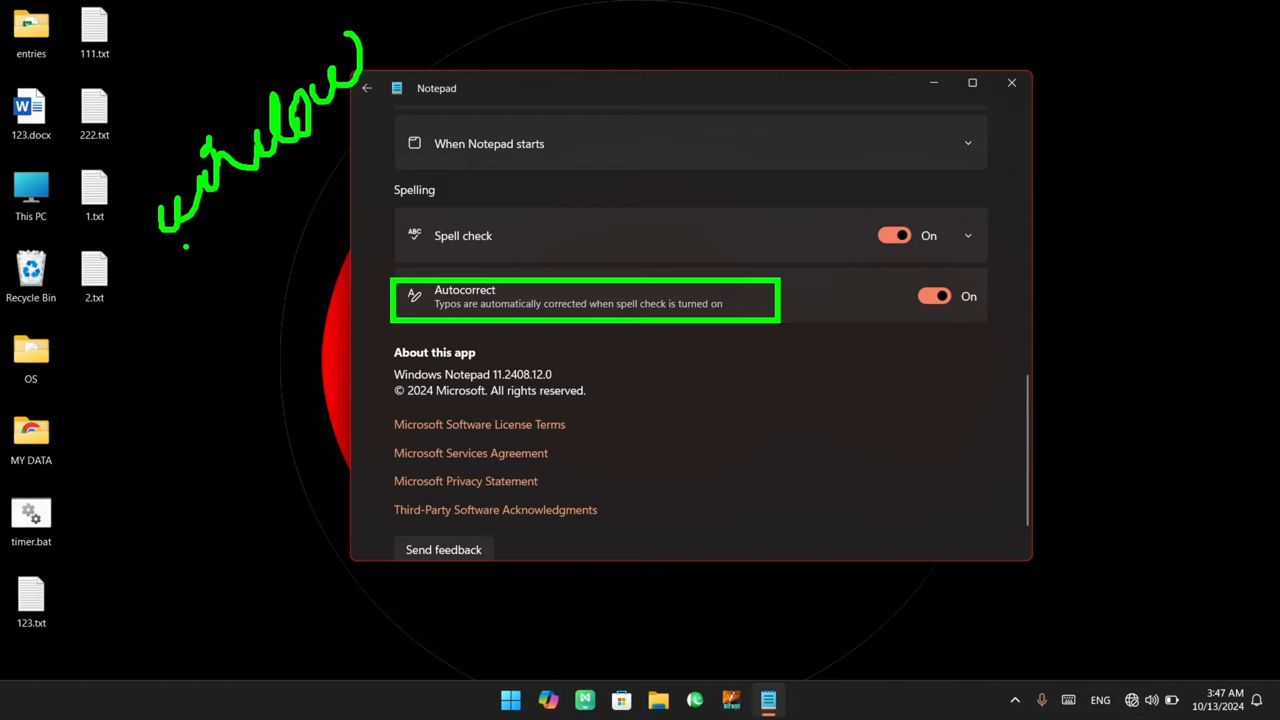 entries
111.txt
123.docx
222.txt
This PC
1.txt
Recycle Bin
2.txt
OS
MY DATA
timer.bat
123.txt
Notepad
When Notepad starts
Spelling
ABC
Spell check
On
Autocorrect
Typos are automatically corrected when spell check is turned on
On
About this app
Windows Notepad 11.2408.12.0
© 2024 Microsoft. All rights reserved.
Microsoft Software License Terms
Microsoft Services Agreement
Microsoft Privacy Statement
Third-Party Software Acknowledgments
Send feedback
ENG
3:47 AM
10/13/2024